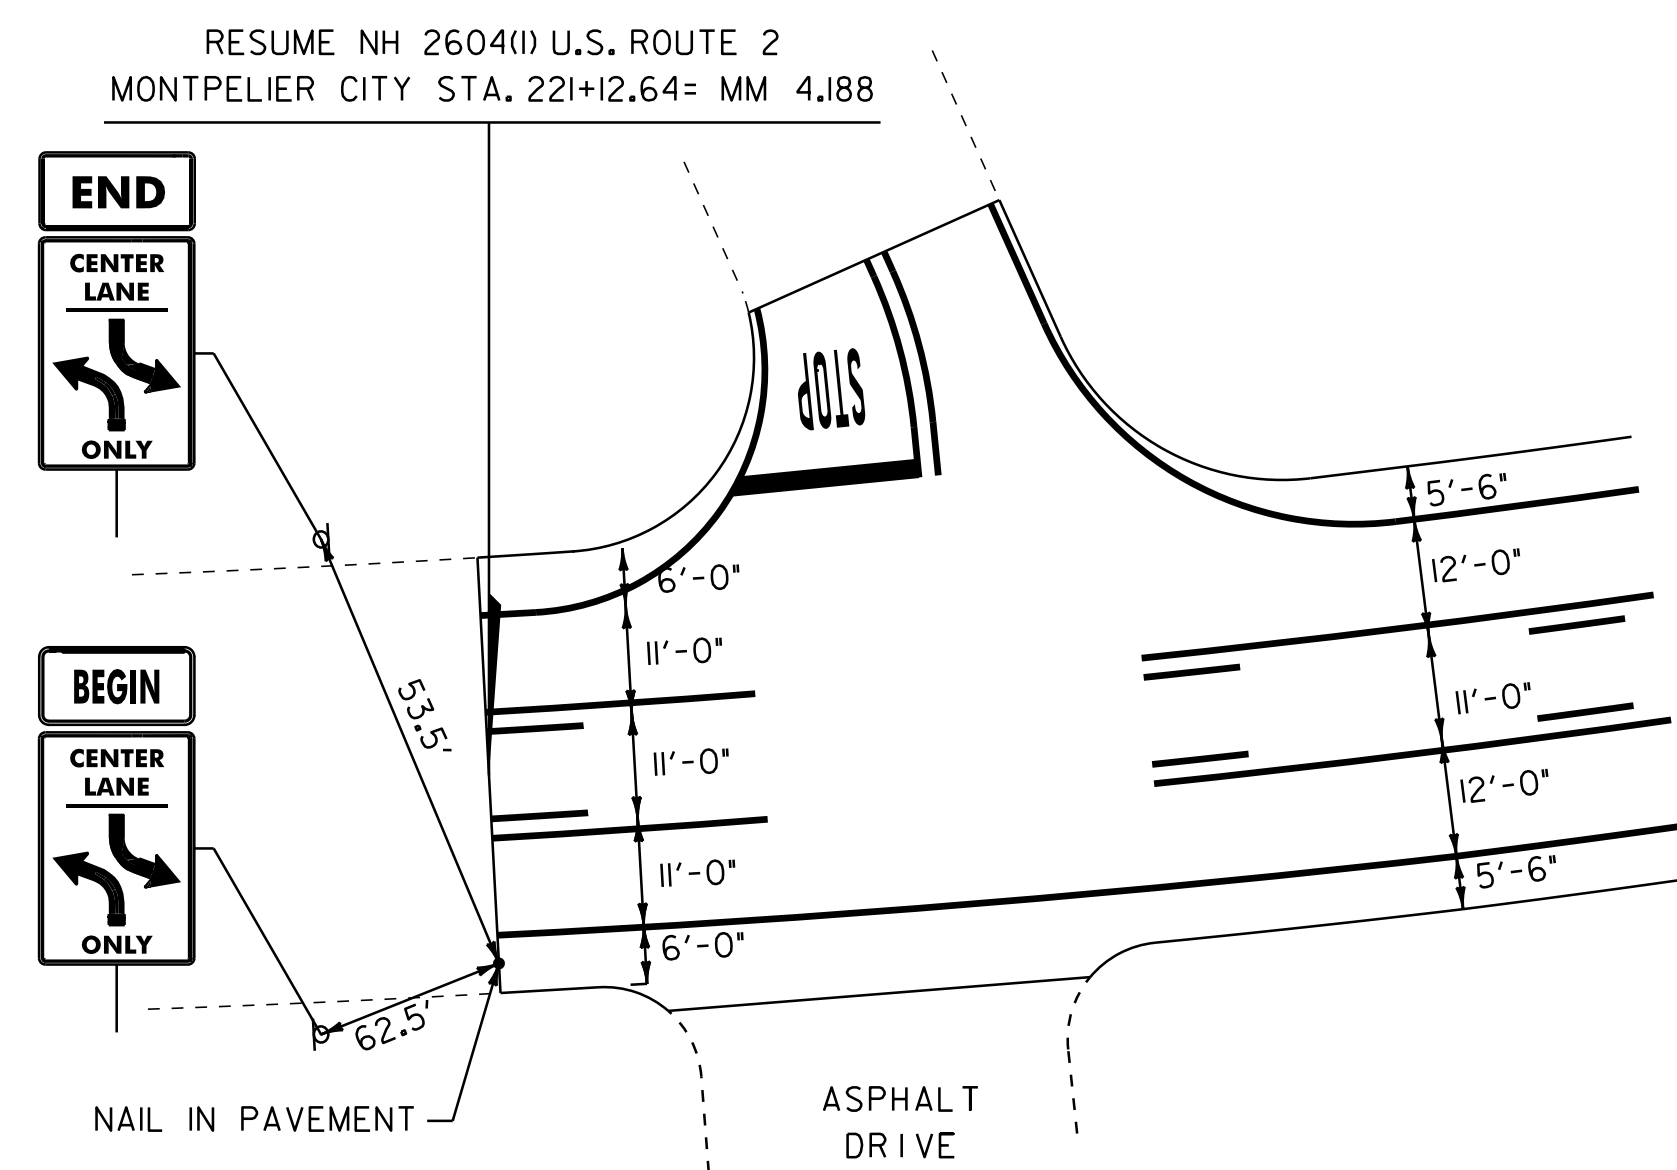 RESUME NH 2604(1) U.S. ROUTE 2
MONTPELIER CITY STA. 221+12.64= MM 4.188
END
CENTER
LANE
ONLY
STOP
5'-6"
12'-0"
11'-0"
12'-0"
5'-6"
6'-0"
11'-0"
11'-0"
11'-0"
6'-0"
53.5'
BEGIN
CENTER
LANE
ONLY
62.5'
NAIL IN PAVEMENT
ASPHALT
DRIVE